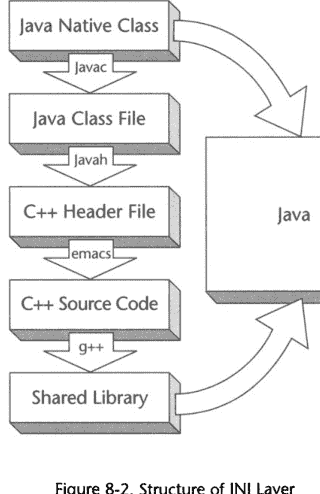 Java Native Class
Javac
Java Class File
Javah
C++ Header File
Java
emacs
C++ Source Code
g++
Shared Library
Figure 8-2. Structure of JNI Layer